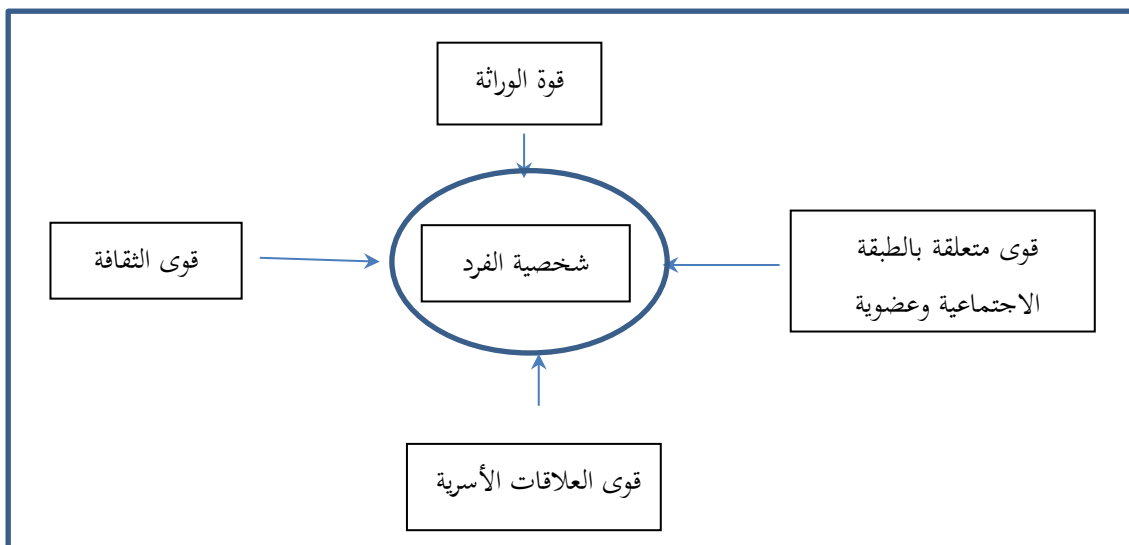 قوة الوراثة
قوى متعلقة بالطبقة
الاجتماعية وعضوية
شخصية الفرد
قوى الثقافة
قوى العلاقات الأسرية